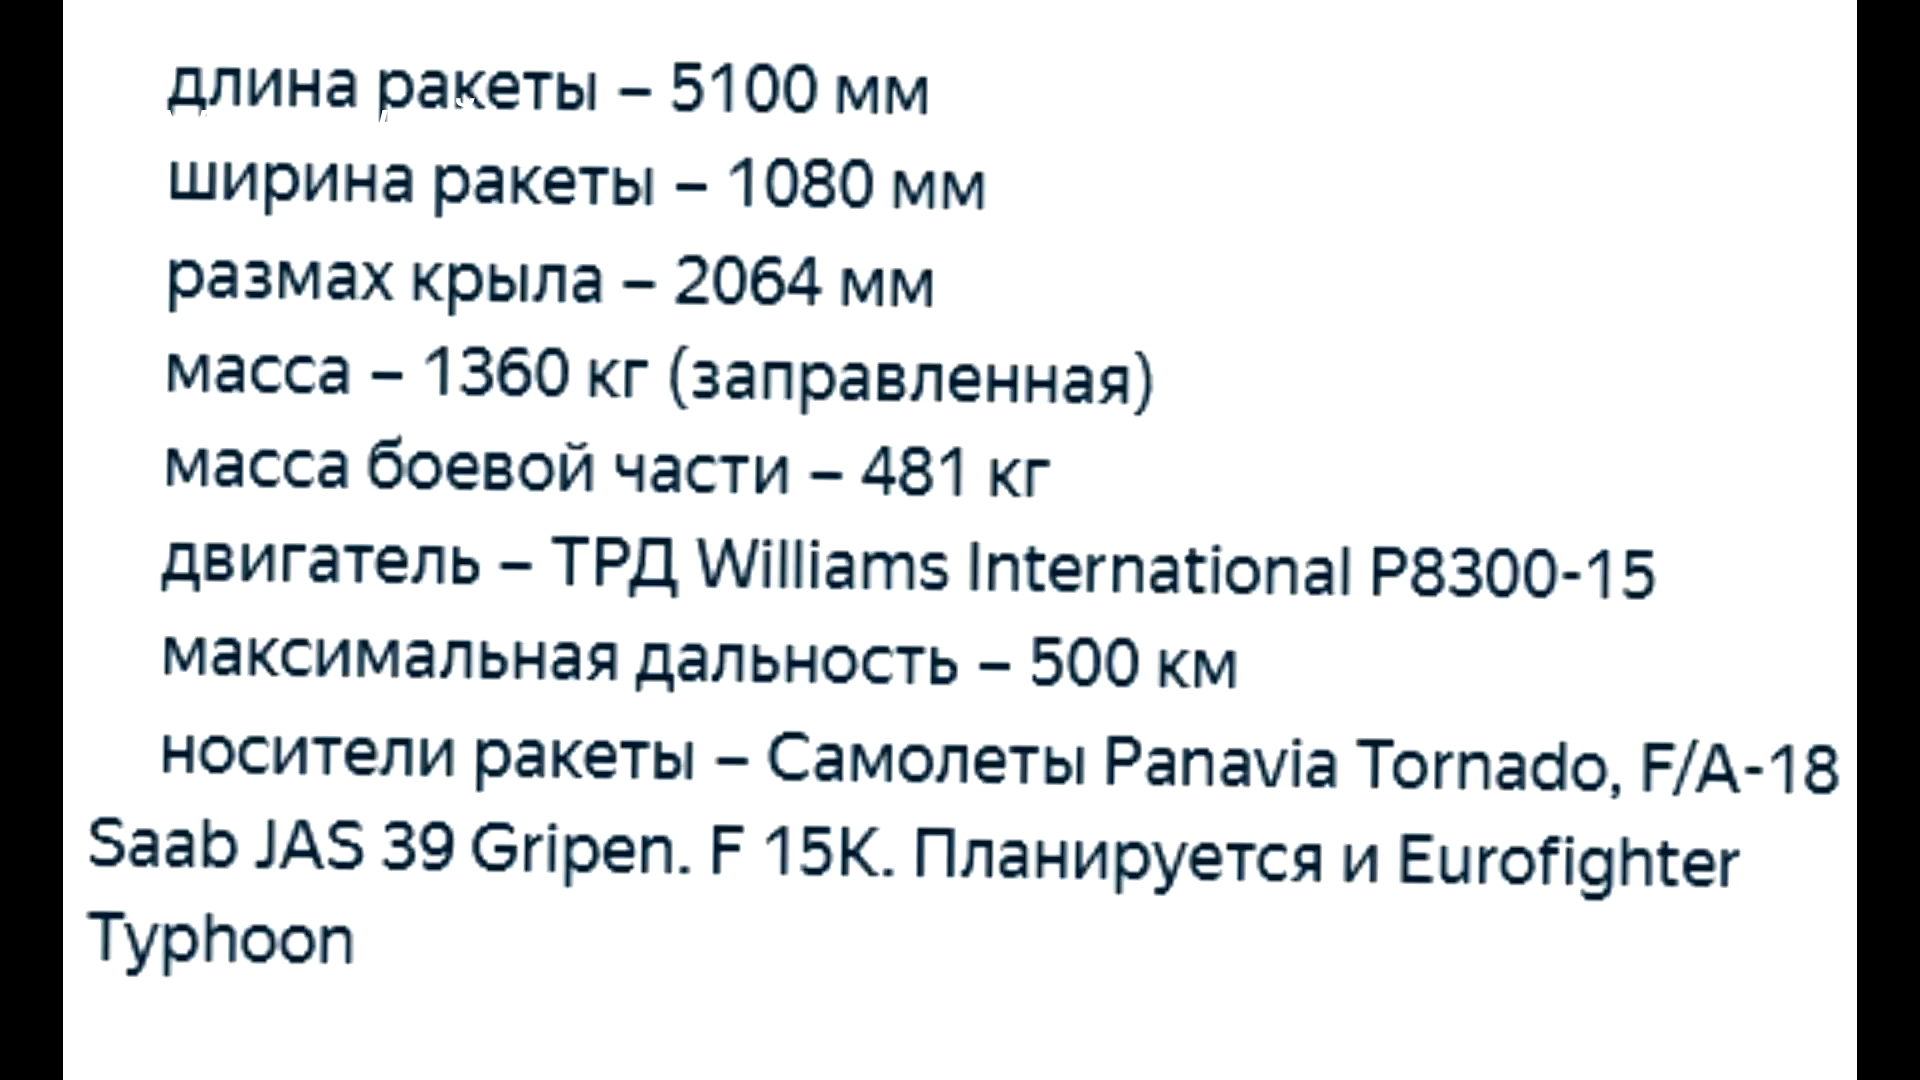 длина ракеты – 5100 мм
ширина ракеты – 1080 мм
размах крыла – 2064 мм
масса – 1360 кг (заправленная)
масса боевой части – 481 кг
двигатель – ТРД Williams International P8300-15
максимальная дальность – 500 км
носители ракеты – Самолеты Panavia Tornado, F/A-18
Saab JAS 39 Gripen. F 15K. Планируется и Eurofighter
Typhoon